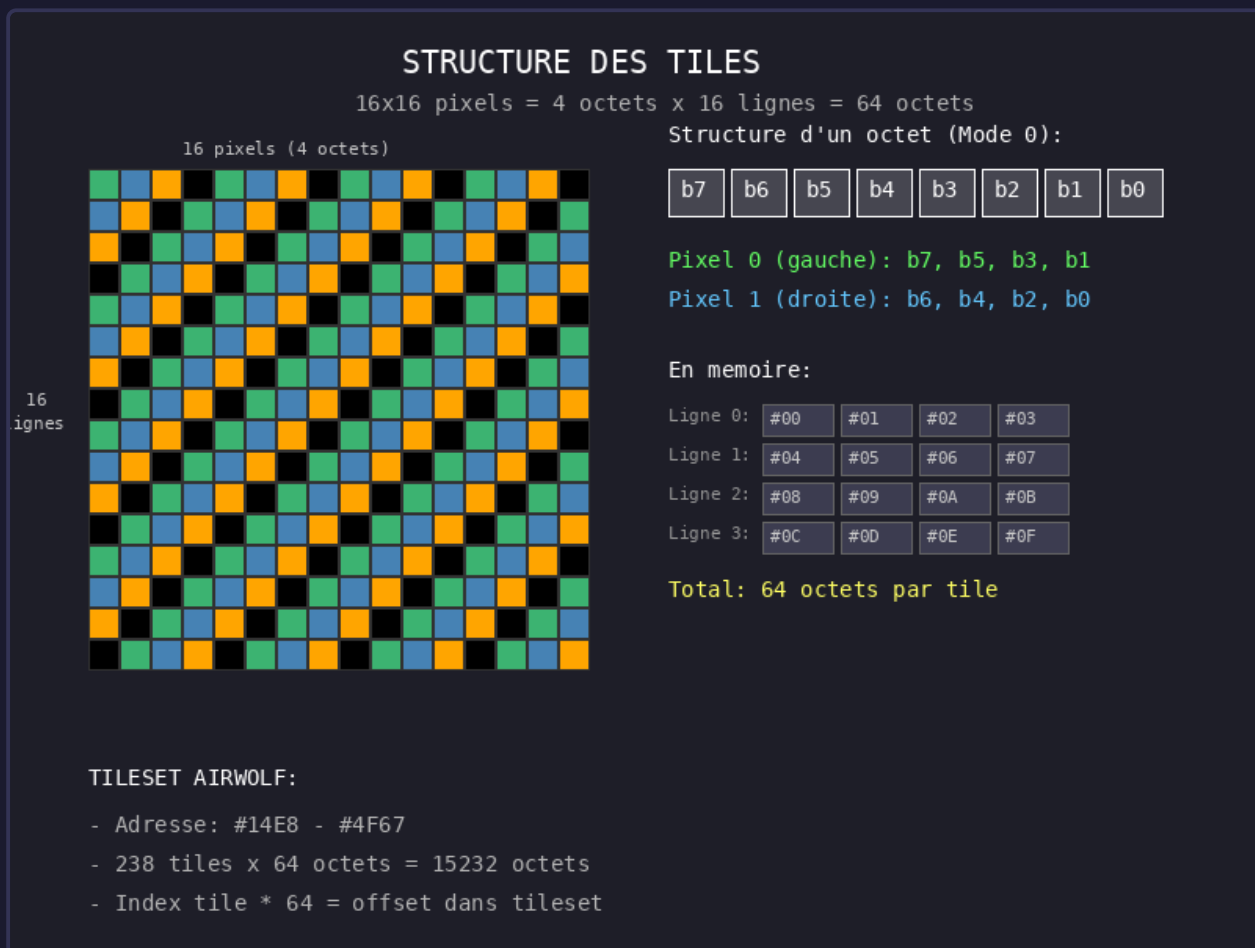 STRUCTURE DES TILES
16x16 pixels = 4 octets x 16 lignes = 64 octets
16 pixels (4 octets)
16
ignes
Structure d'un octet (Mode 0):
b7 b6 b5 b4 b3 b2 b1 b0
Pixel 0 (gauche): b7, b5, b3, b1
Pixel 1 (droite): b6, b4, b2, b0
En memoire:
Ligne 0: #00 #01 #02 #03
Ligne 1: #04 #05 #06 #07
Ligne 2: #08 #09 #0A #0B
Ligne 3: #0C #0D #0E #0F
Total: 64 octets par tile
TILESET AIRWOLF:
- Adresse: #14E8 - #4F67
- 238 tiles x 64 octets = 15232 octets
- Index tile * 64 = offset dans tileset